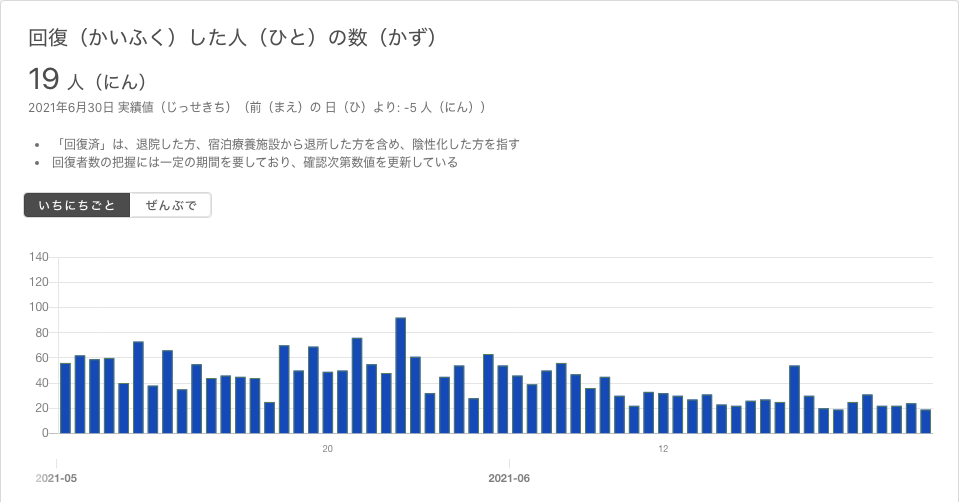 回復（かいふく）した人（ひと）の数（かず）
19 人（にん）
2021年6月30日 実績値（じっせきち）（前（まえ）の 日（ひ）より: -5 人（にん））
• 「回復済」は、退院した方、宿泊療養施設から退所した方を含め、陰性化した方を指す
• 回復者数の把握には一定の期間を要しており、確認次第数値を更新している
いちにちごと ぜんぶで
140
120
100
80
60
40
20
0
20 12
2021-05 2021-06